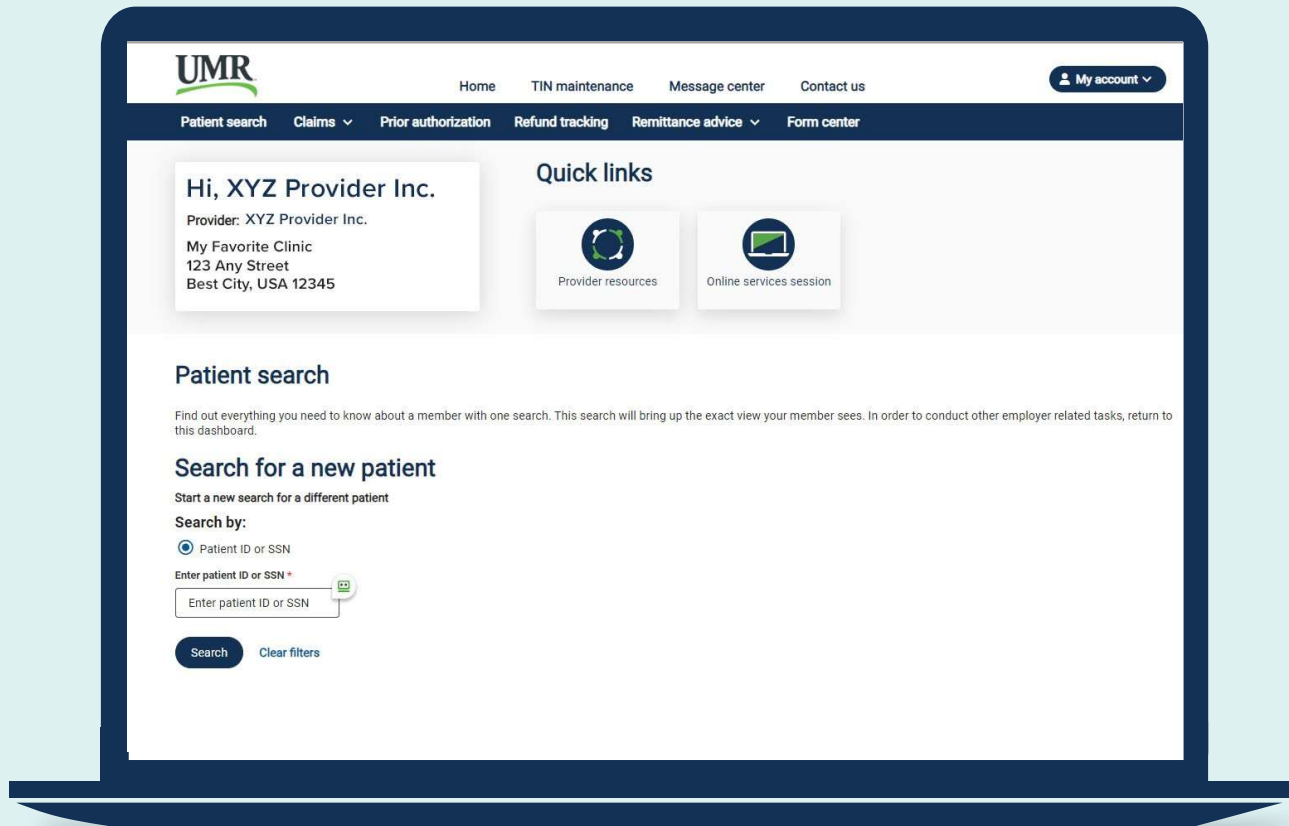 UMR
Home TIN maintenance Message center Contact us
My account
Patient search Claims Prior authorization Refund tracking Remittance advice Form center
Hi, XYZ Provider Inc.
Provider: XYZ Provider Inc.
My Favorite Clinic
123 Any Street
Best City, USA 12345
Quick links
Provider resources
Online services session
Patient search
Find out everything you need to know about a member with one search. This search will bring up the exact view your member sees. In order to conduct other employer related tasks, return to
this dashboard.
Search for a new patient
Start a new search for a different patient
Search by:
Patient ID or SSN
Enter patient ID or SSN *
Enter patient ID or SSN
Search Clear filters